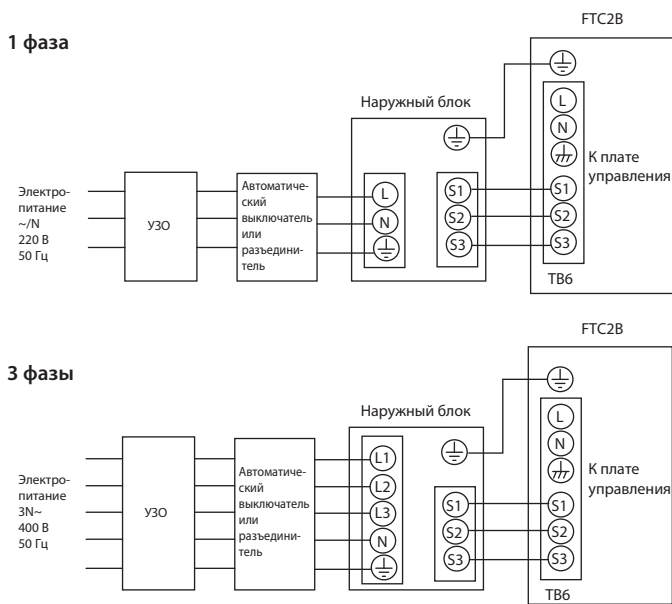 FTC2B
1 фаза
Наружный блок
Электро-
питание
~/N
220 В
50 Гц
УЗО
Автоматиче-
ский
выключатель
или
разъедини-
тель
L
N
S1
S2
S3
L
N
S1
S2
S3
К плате
управления
TB6
FTC2B
3 фазы
Наружный блок
Электро-
питание
3N~
400 В
50 Гц
УЗО
Автоматиче-
ский
выключатель
или
разъедини-
тель
L1
L2
L3
N
S1
S2
S3
L
N
S1
S2
S3
К плате
управления
TB6